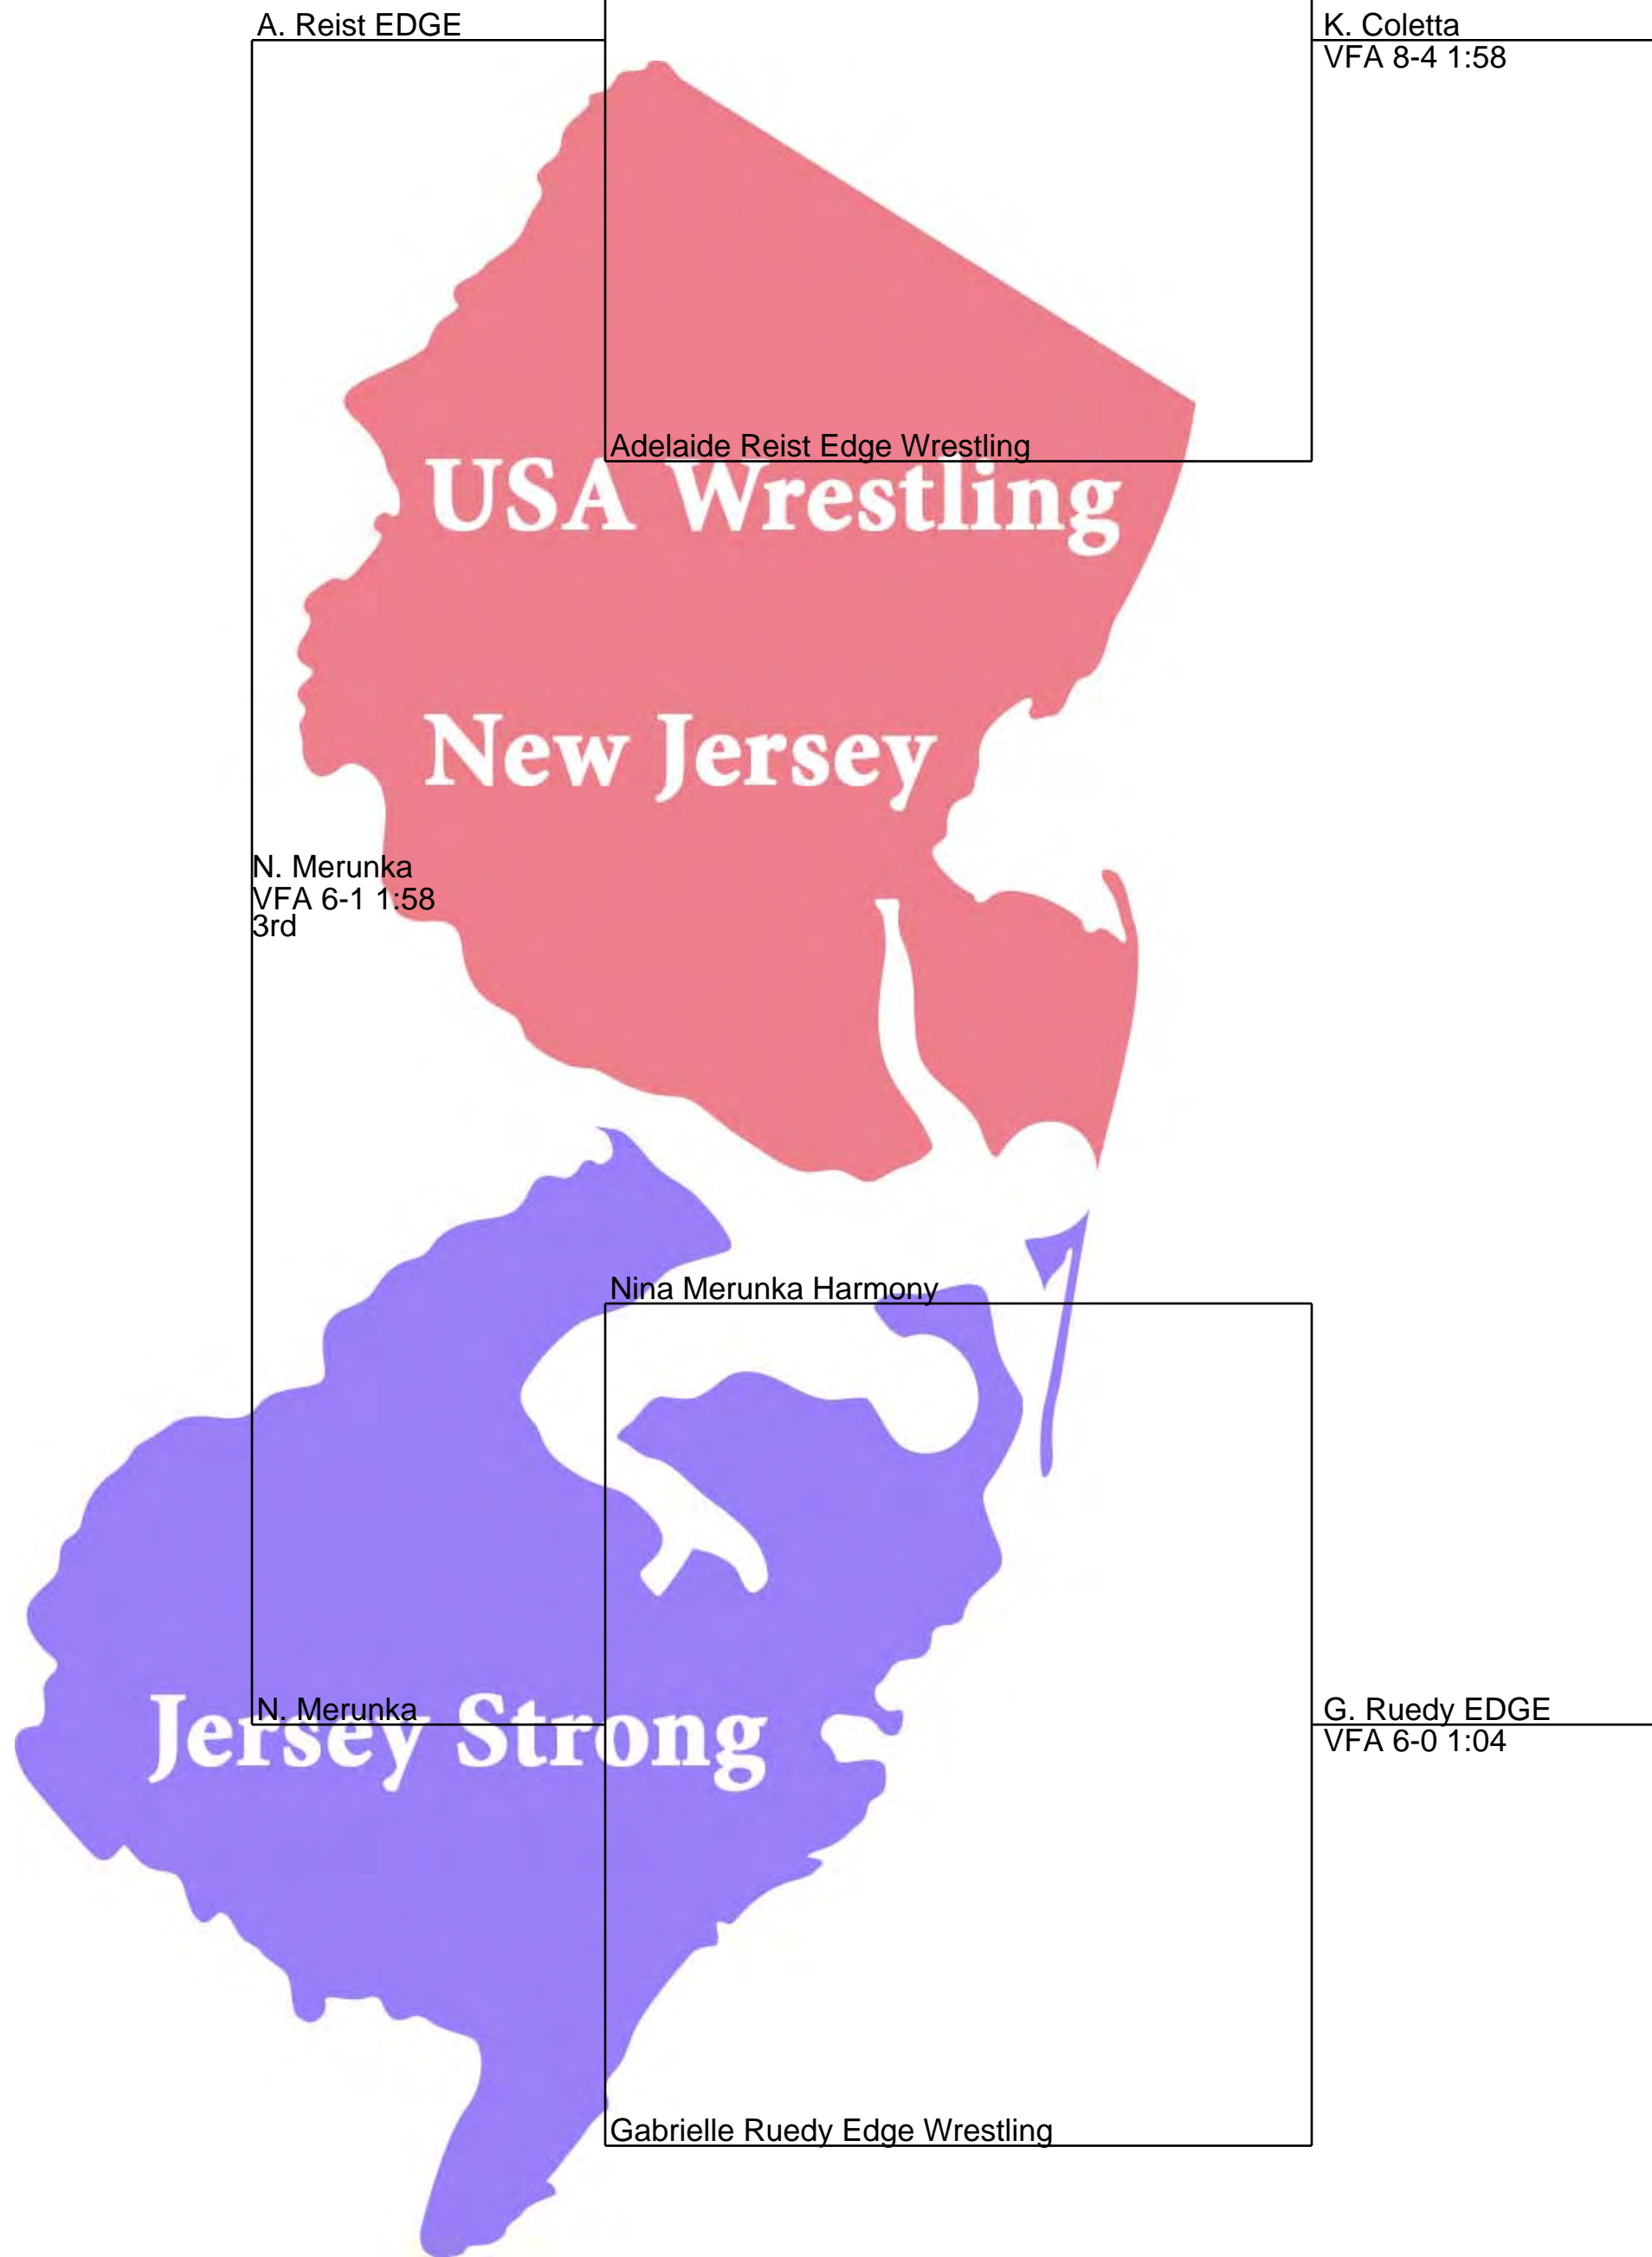 A. Reist EDGE
K. Coletta
VFA 8-4 1:58
Adelaide Reist Edge Wrestling
USA Wrestling
New Jersey
N. Merunka
VFA 6-1 1:58
3rd
Nina Merunka Harmony
N. Merunka
Jersey Strong
G. Ruedy EDGE
VFA 6-0 1:04
Gabrielle Ruedy Edge Wrestling